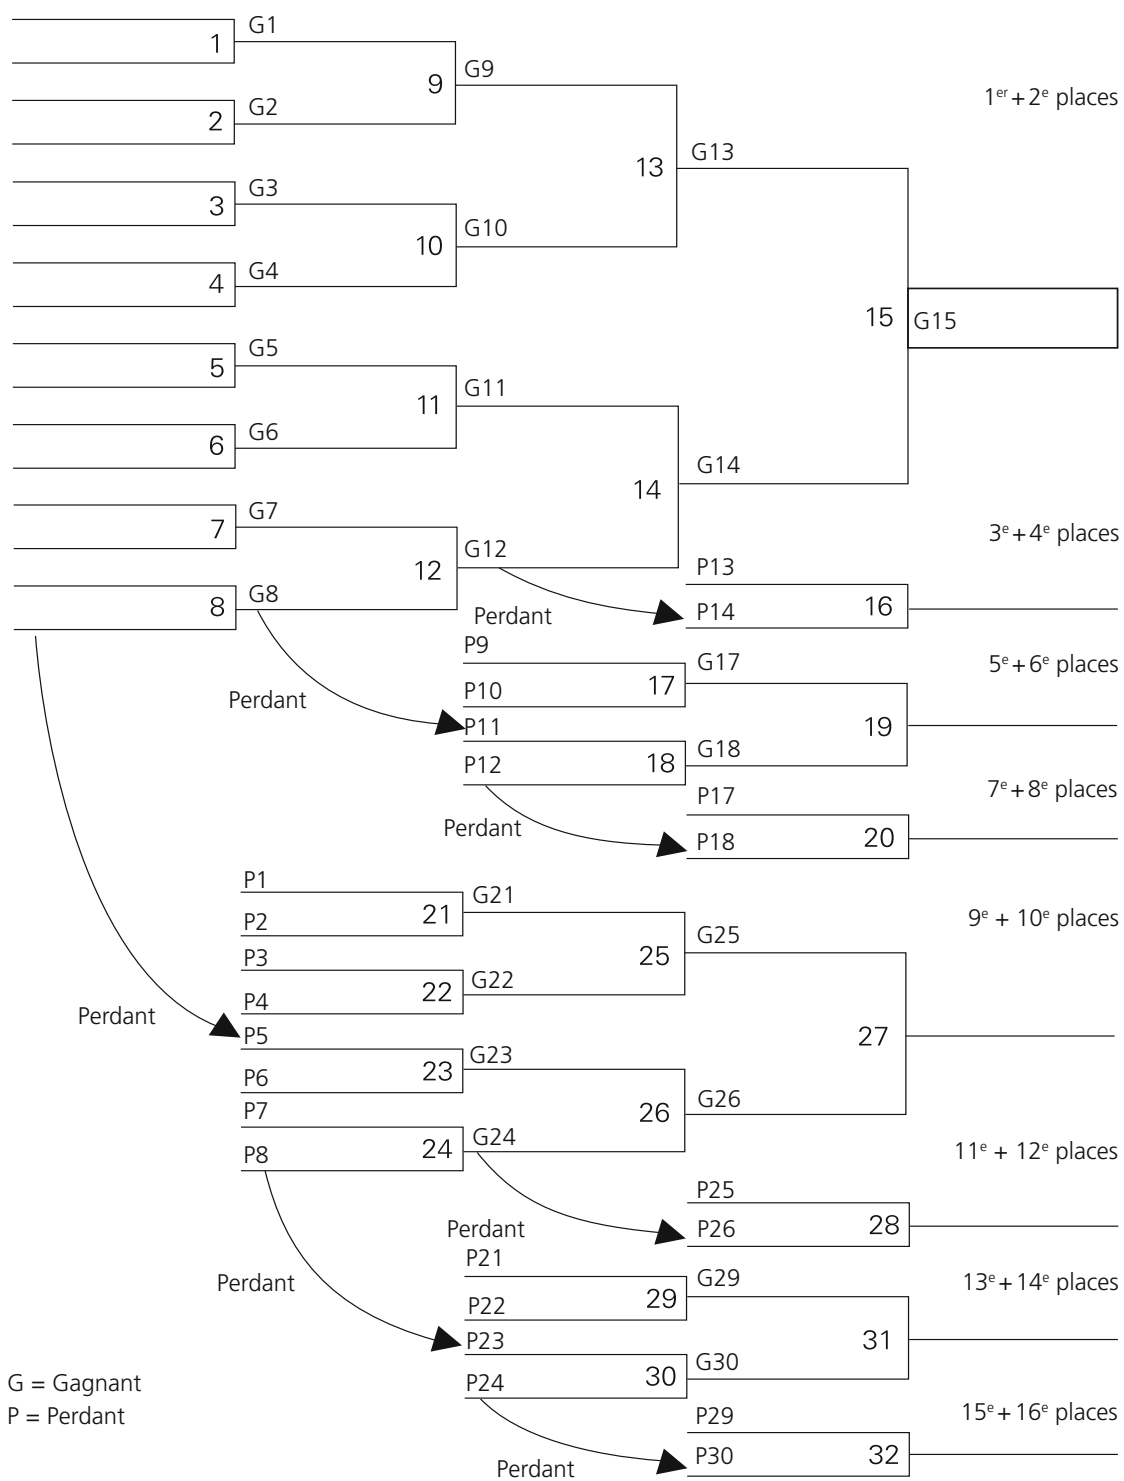 G1
1
G9
9
1er + 2e places
G2
2
G13
13
G3
3
G10
10
G4
4
15
G15
G5
5
G11
11
G6
6
G14
14
G7
7
3e + 4e places
G12
12
P13
G8
8
16
P14
Perdant
P9
G17
5e + 6e places
17
P10
Perdant
P11
19
G18
18
P12
7e + 8e places
P17
Perdant
20
P18
P1
G21
21
9e + 10e places
P2
G25
25
P3
G22
22
P4
Perdant
P5
27
G23
23
P6
G26
26
P7
G24
24
P8
11e + 12e places
P25
28
P26
Perdant
P21
G29
13e + 14e places
Perdant
29
P22
31
P23
G30
30
P24
G = Gagnant
P = Perdant
15e + 16e places
P29
32
P30
Perdant